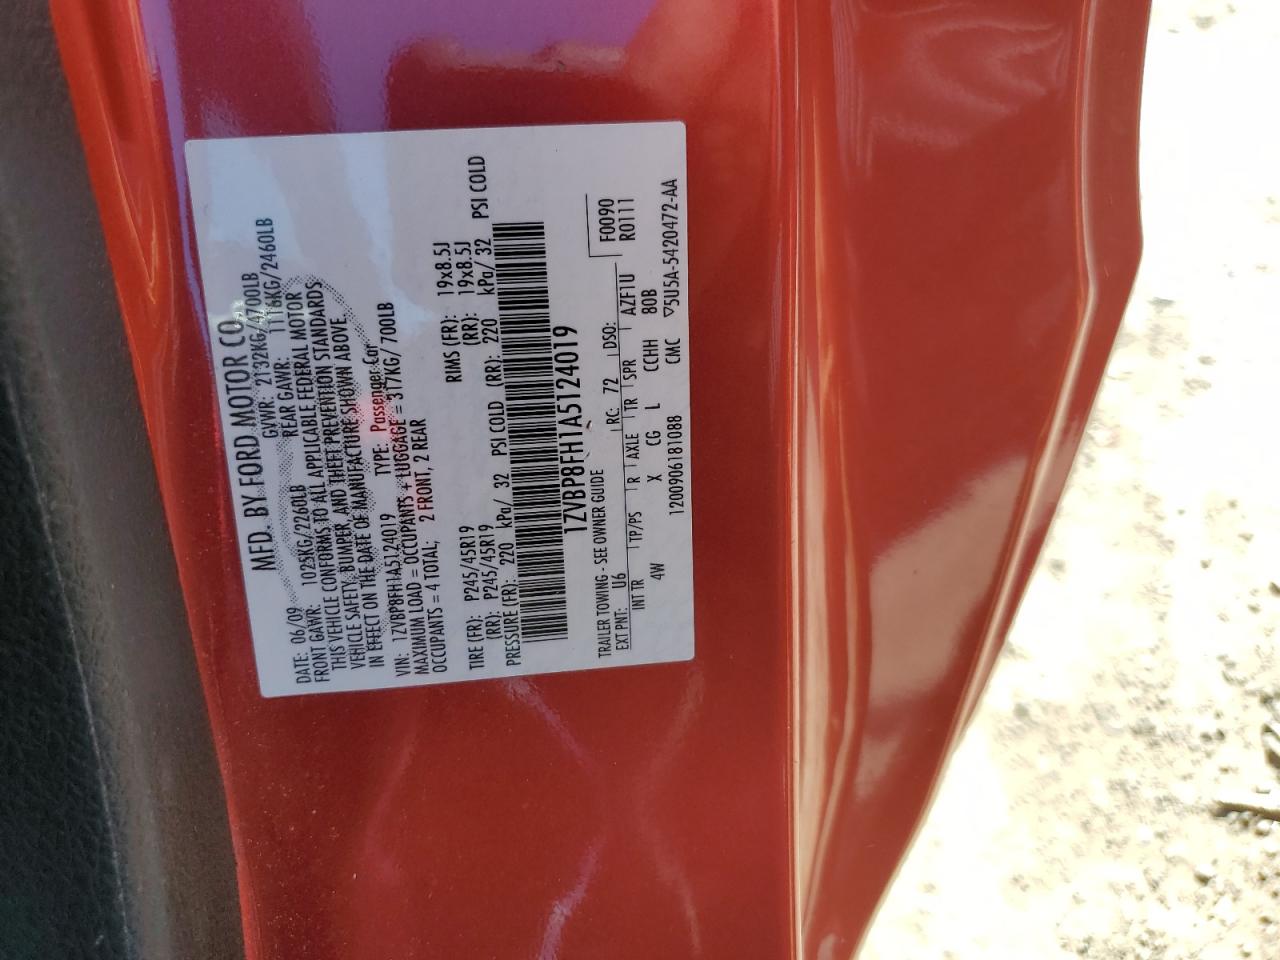 MFD. BY FORD MOTOR CO.
DATE: 06/09 GVWR: 2132KG/4700LB
FRONT GAWR: 1025KG/2260LB REAR GAWR: 1116KG/2460LB
THIS VEHICLE CONFORMS TO ALL APPLICABLE FEDERAL MOTOR
VEHICLE SAFETY, BUMPER, AND THEFT PREVENTION STANDARDS
IN EFFECT ON THE DATE OF MANUFACTURE SHOWN ABOVE.
VIN: 1ZVBP8FH1A5124019 TYPE: Passenger Car
MAXIMUM LOAD = OCCUPANTS + LUGGAGE = 317KG/ 700LB
OCCUPANTS = 4 TOTAL; 2 FRONT, 2 REAR
TIRE (FR): P245/45R19 RIMS (FR): 19x8.5J
(RR): P245/45R19 (RR): 19x8.5J
PRESSURE (FR): 220 kPa/ 32 PSI COLD (RR): 220 kPa/ 32 PSI COLD
1ZVBP8FH1A5124019
TRAILER TOWING - SEE OWNER GUIDE F0090
EXT PNT: U6 RC: 72 DSO: R0111
INT TR TP/PS R AXLE TR SPR AZF1U
4W X CG L CGHH 80B
120090618108​8 CMC ▽5U5A-5420472-AA